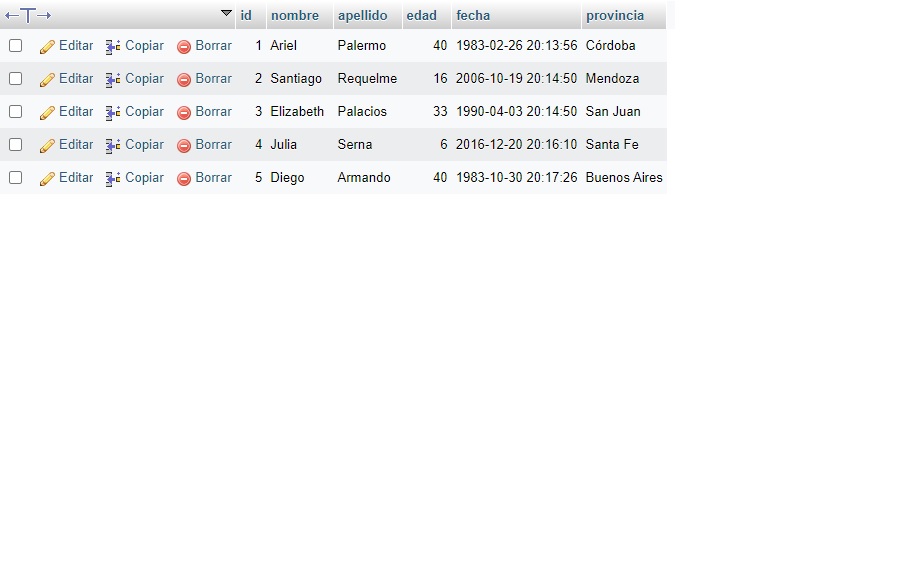 id nombre apellido edad fecha provincia
Editar Copiar Borrar 1 Ariel Palermo 40 1983-02-26 20:13:56 Córdoba
Editar Copiar Borrar 2 Santiago Requelme 16 2006-10-19 20:14:50 Mendoza
Editar Copiar Borrar 3 Elizabeth Palacios 33 1990-04-03 20:14:50 San Juan
Editar Copiar Borrar 4 Julia Serna 6 2016-12-20 20:16:10 Santa Fe
Editar Copiar Borrar 5 Diego Armando 40 1983-10-30 20:17:26 Buenos Aires